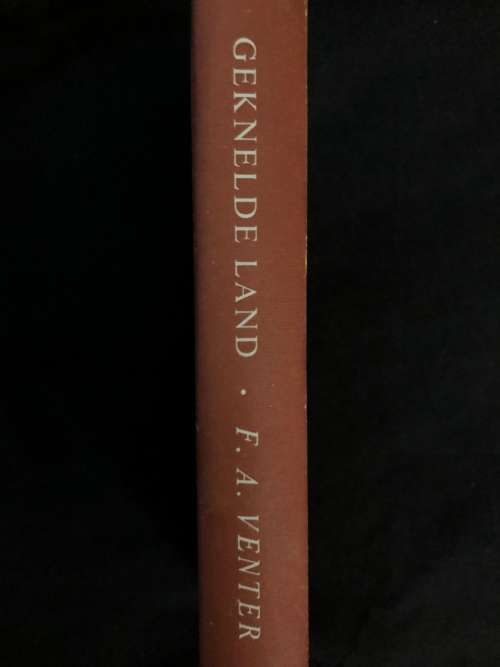 GEKNELDE LAND • F. A. VENTER